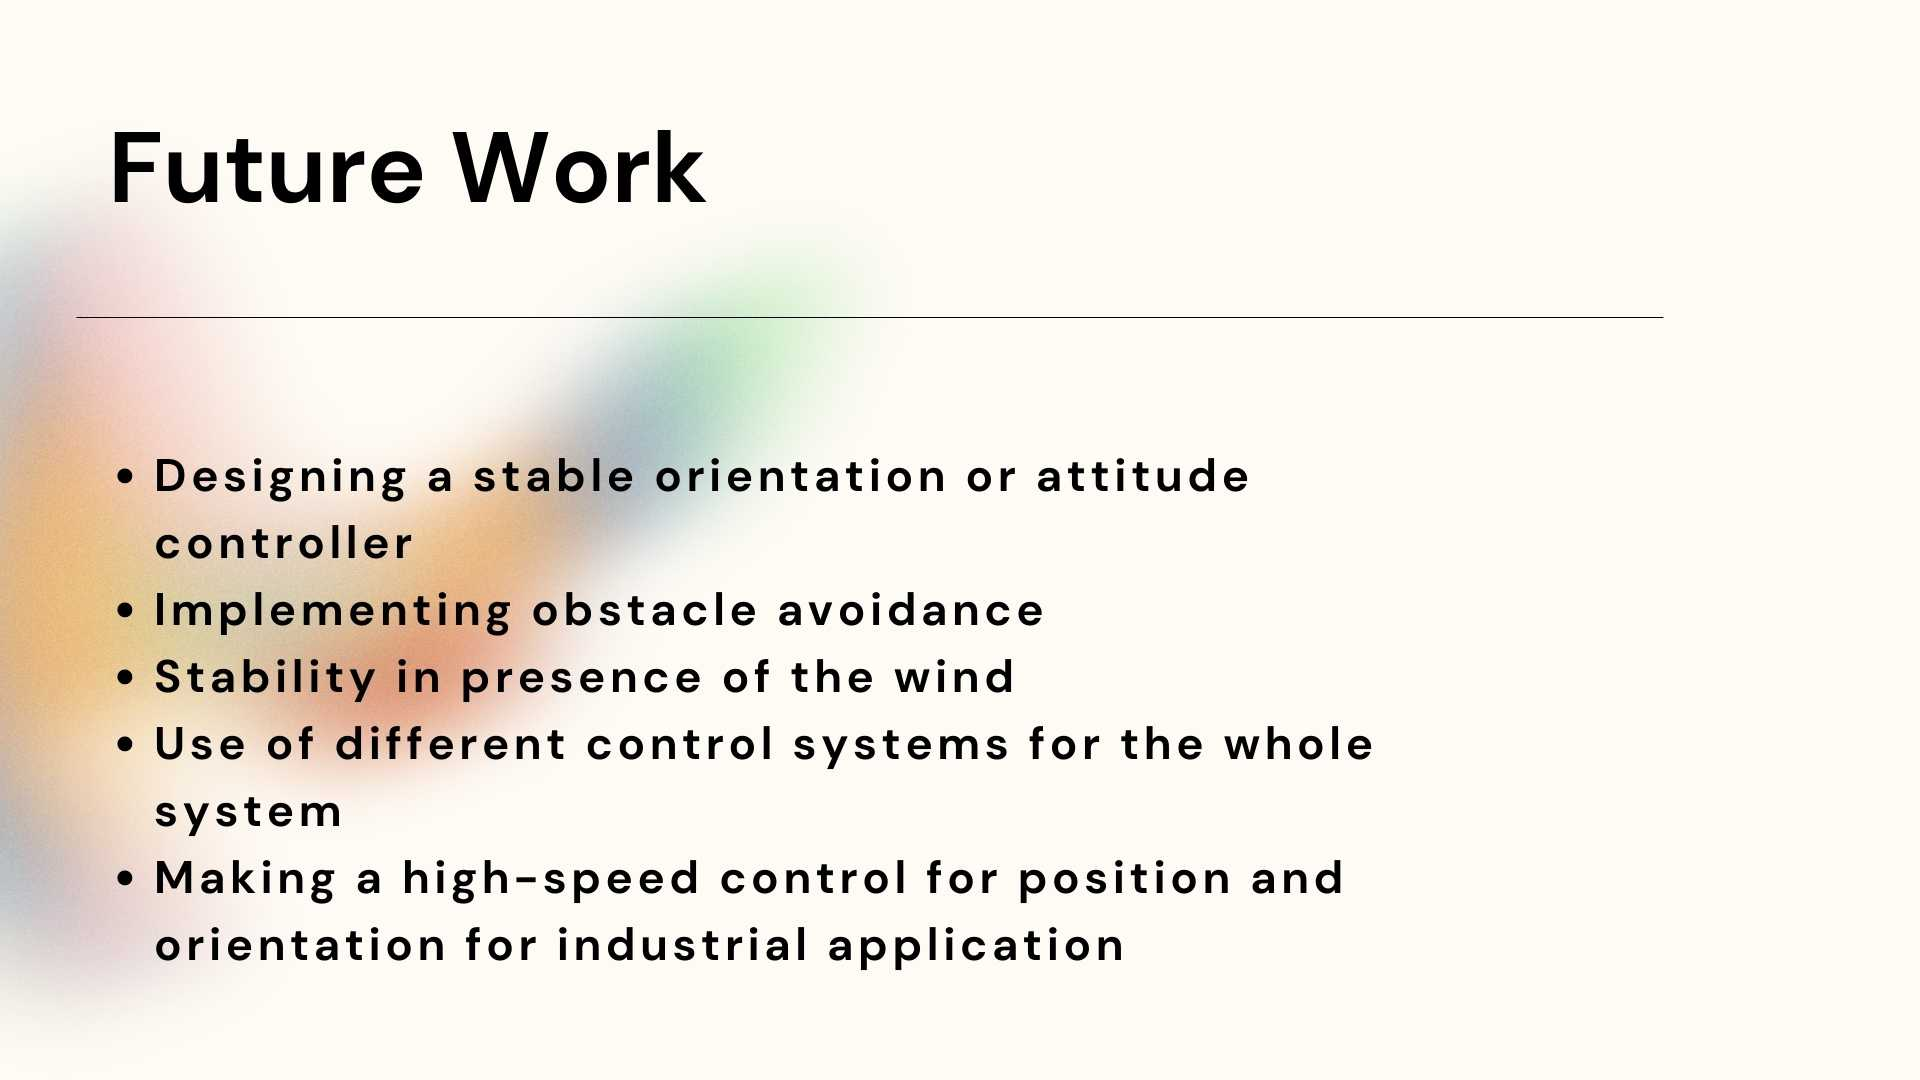 Future Work
• Designing a stable orientation or attitude
controller
• Implementing obstacle avoidance
• Stability in presence of the wind
• Use of different control systems for the whole
system
• Making a high-speed control for position and
orientation for industrial application